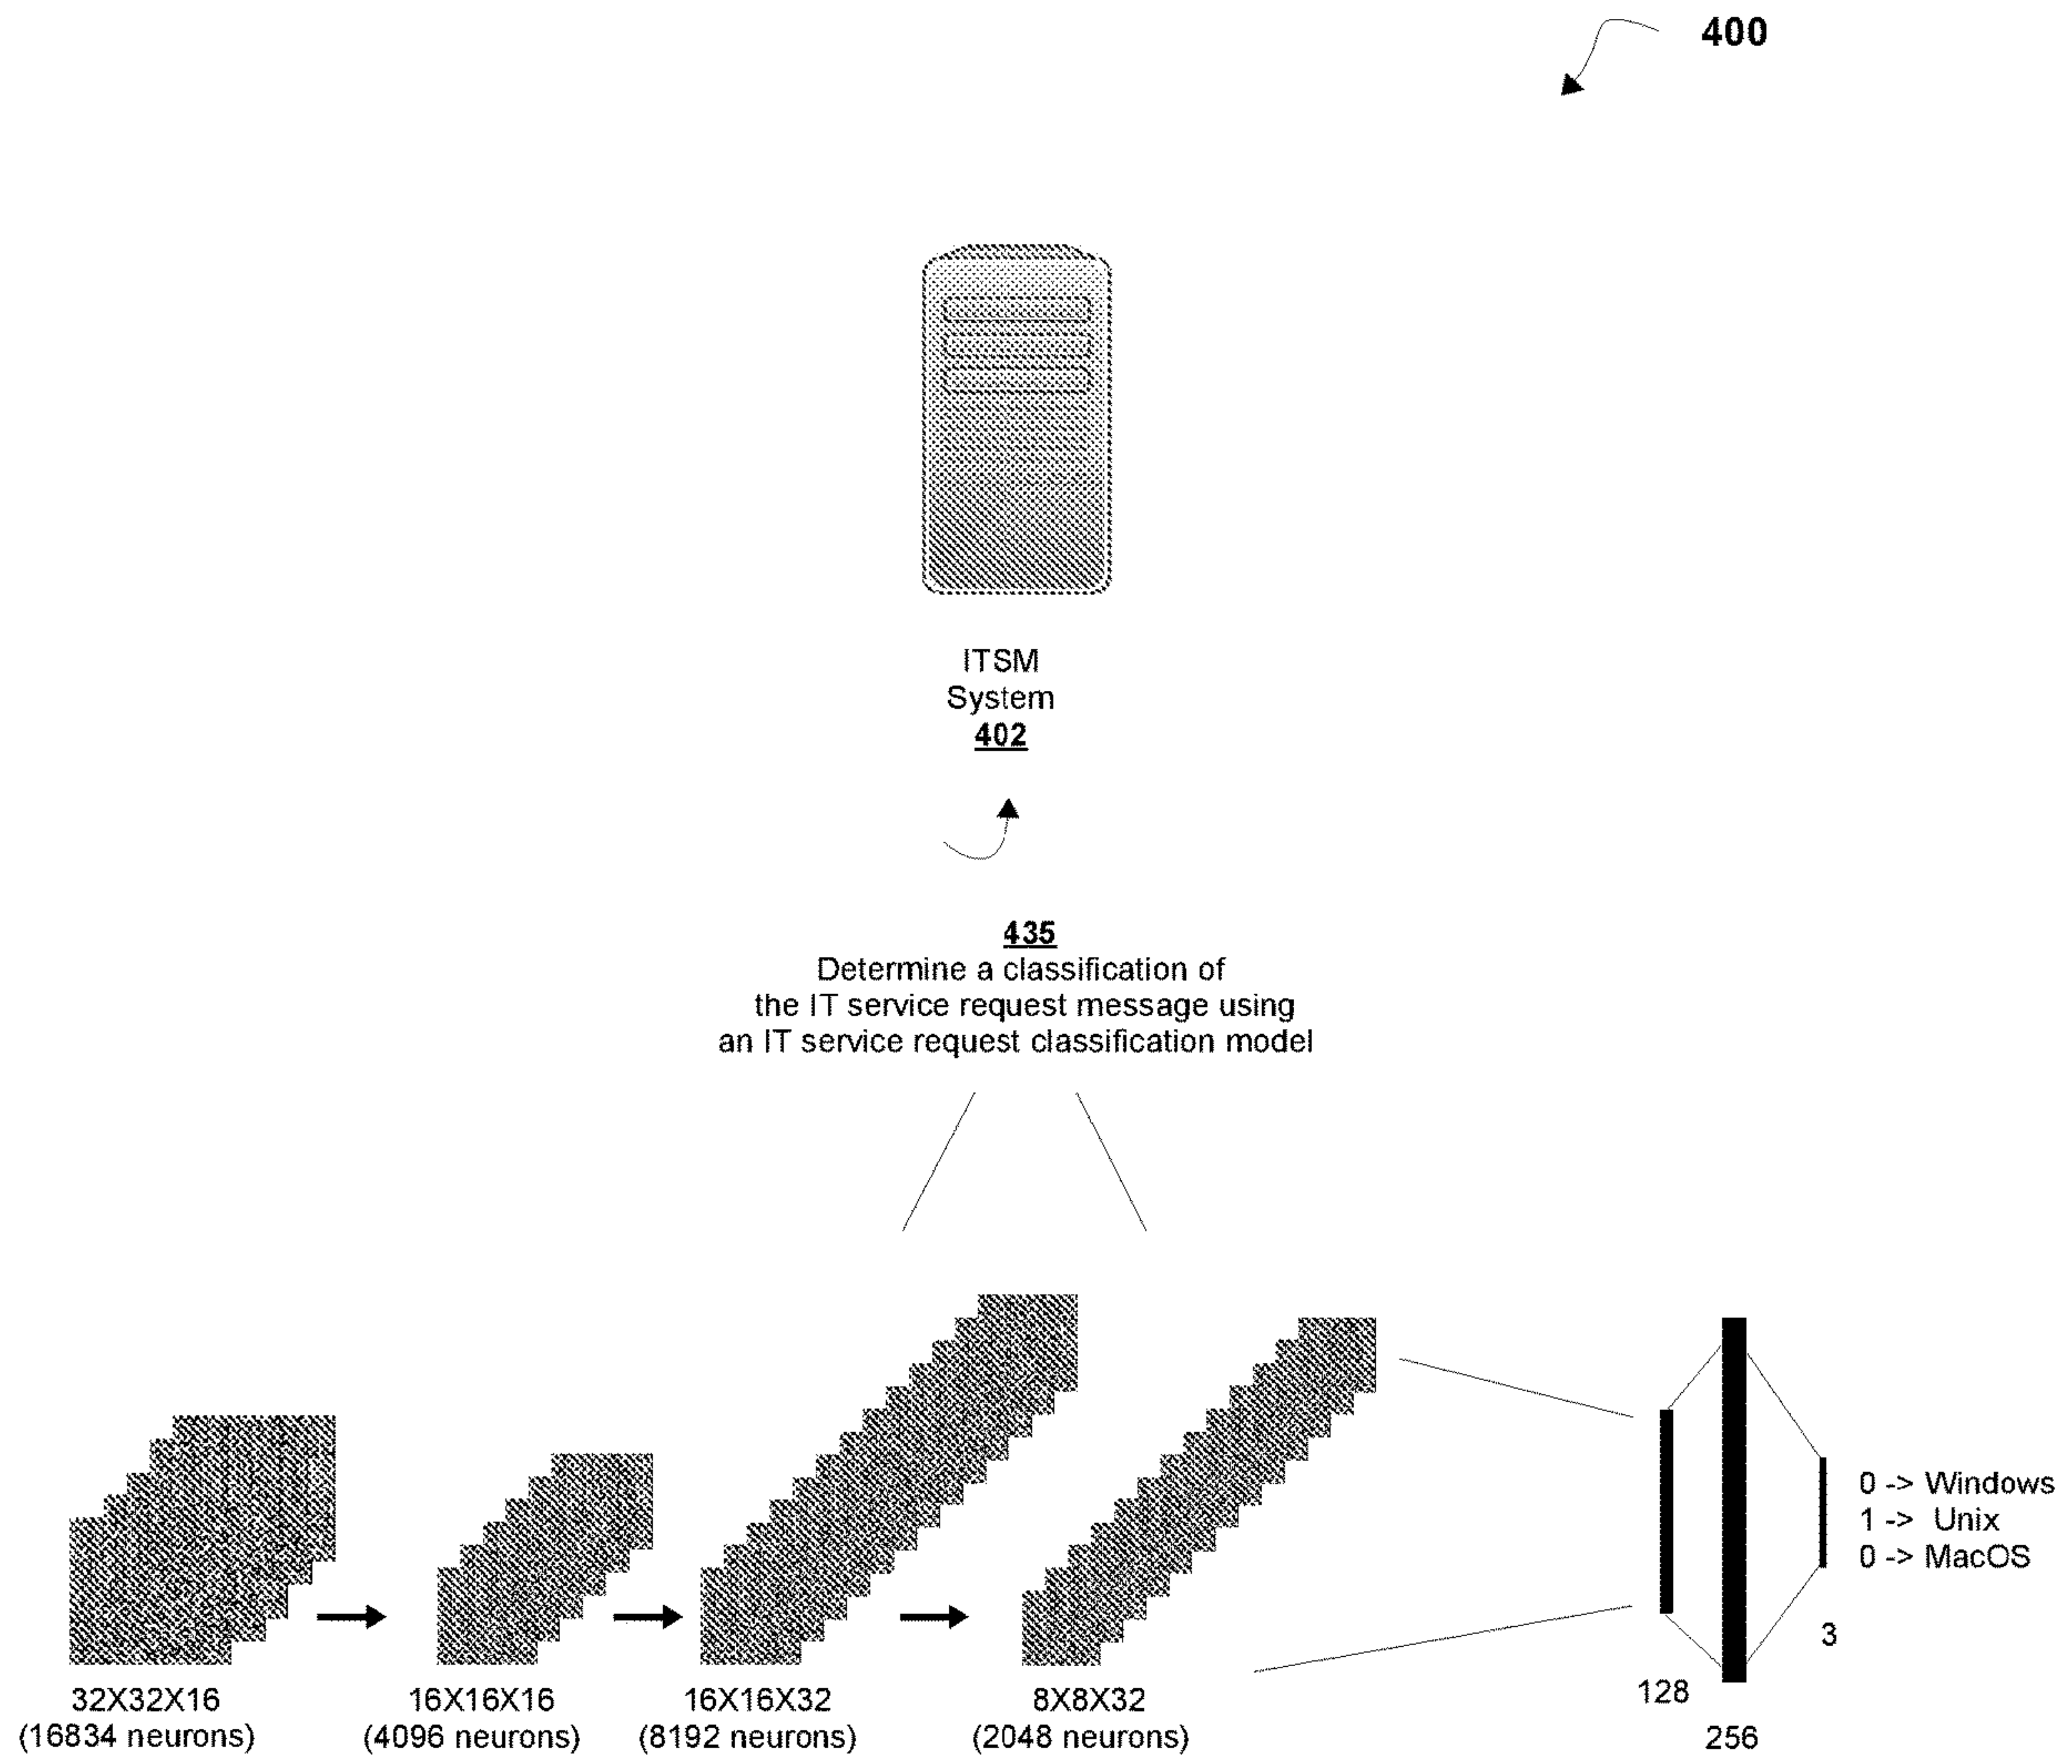 400
ITSM
System
402
435
Determine a classification of
the IT service request message using
an IT service request classification model
0 -> Windows
1 -> Unix
0 -> MacOS
3
32X32X16
(16834 neurons)
16X16X16
(4096 neurons)
16X16X32
(8192 neurons)
8X8X32
(2048 neurons)
128
256